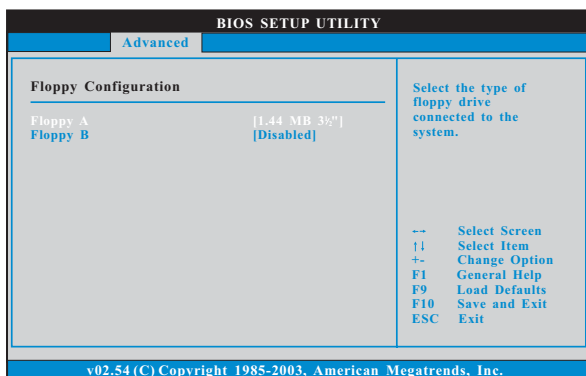 BIOS SETUP UTILITY
Advanced
Floppy Configuration
Floppy A [1.44 MB 3½"]
Floppy B [Disabled]
Select the type of
floppy drive
connected to the
system.
←→ Select Screen
↑↓ Select Item
+- Change Option
F1 General Help
F9 Load Defaults
F10 Save and Exit
ESC Exit
v02.54 (C) Copyright 1985-2003, American Megatrends, Inc.